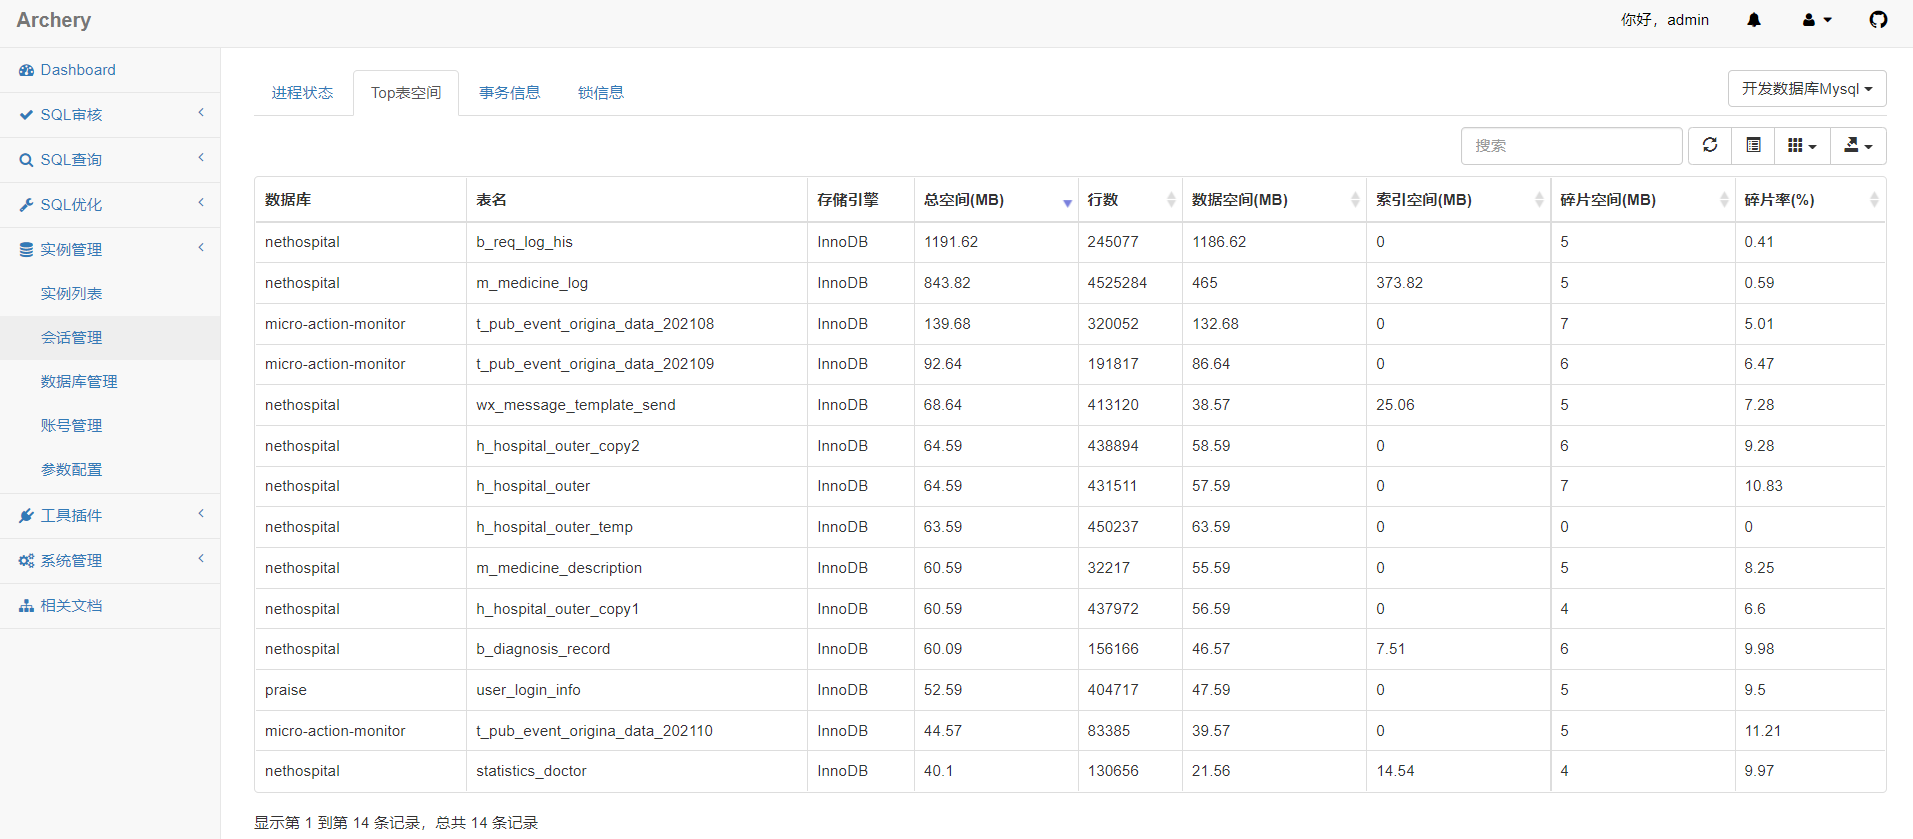 Archery
你好，admin
Dashboard
SQL审核
SQL查询
SQL优化
实例管理
实例列表
会话管理
数据库管理
账号管理
参数配置
工具插件
系统管理
相关文档
进程状态 Top表空间 事务信息 锁信息
开发数据库Mysql
搜索
数据库 表名 存储引擎 总空间(MB) 行数 数据空间(MB) 索引空间(MB) 碎片空间(MB) 碎片率(%)
nethospital b_req_log_his InnoDB 1191.62 245077 1186.62 0 5 0.41
nethospital m_medicine_log InnoDB 843.82 4525284 465 373.82 5 0.59
micro-action-monitor t_pub_event_origina_data_202108 InnoDB 139.68 320052 132.68 0 7 5.01
micro-action-monitor t_pub_event_origina_data_202109 InnoDB 92.64 191817 86.64 0 6 6.47
nethospital wx_message_template_send InnoDB 68.64 413120 38.57 25.06 5 7.28
nethospital h_hospital_outer_copy2 InnoDB 64.59 438894 58.59 0 6 9.28
nethospital h_hospital_outer InnoDB 64.59 431511 57.59 0 7 10.83
nethospital h_hospital_outer_temp InnoDB 63.59 450237 63.59 0 0 0
nethospital m_medicine_description InnoDB 60.59 32217 55.59 0 5 8.25
nethospital h_hospital_outer_copy1 InnoDB 60.59 437972 56.59 0 4 6.6
nethospital b_diagnosis_record InnoDB 60.09 156166 46.57 7.51 6 9.98
praise user_login_info InnoDB 52.59 404717 47.59 0 5 9.5
micro-action-monitor t_pub_event_origina_data_202110 InnoDB 44.57 83385 39.57 0 5 11.21
nethospital statistics_doctor InnoDB 40.1 130656 21.56 14.54 4 9.97
显示第 1 到第 14 条记录，总共 14 条记录